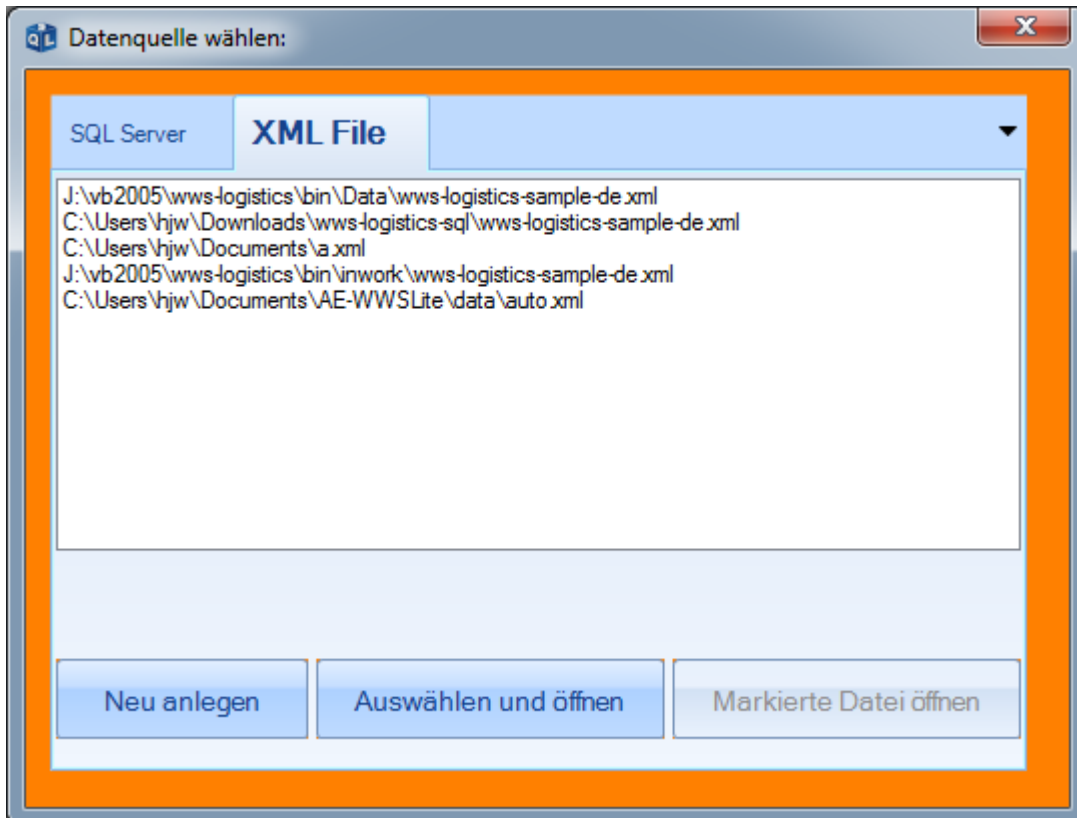 Datenquelle wählen:
SQL Server
XML File
J:\vb2005\wws-logistics\bin\Data\wws-logistics-sample-de.xml
C:\Users\hjw\Downloads\wws-logistics-sql\wws-logistics-sample-de.xml
C:\Users\hjw\Documents\a.xml
J:\vb2005\wws-logistics\bin\inwork\wws-logistics-sample-de.xml
C:\Users\hjw\Documents\AE-WWSLite\data\auto.xml
Neu anlegen
Auswählen und öffnen
Markierte Datei öffnen